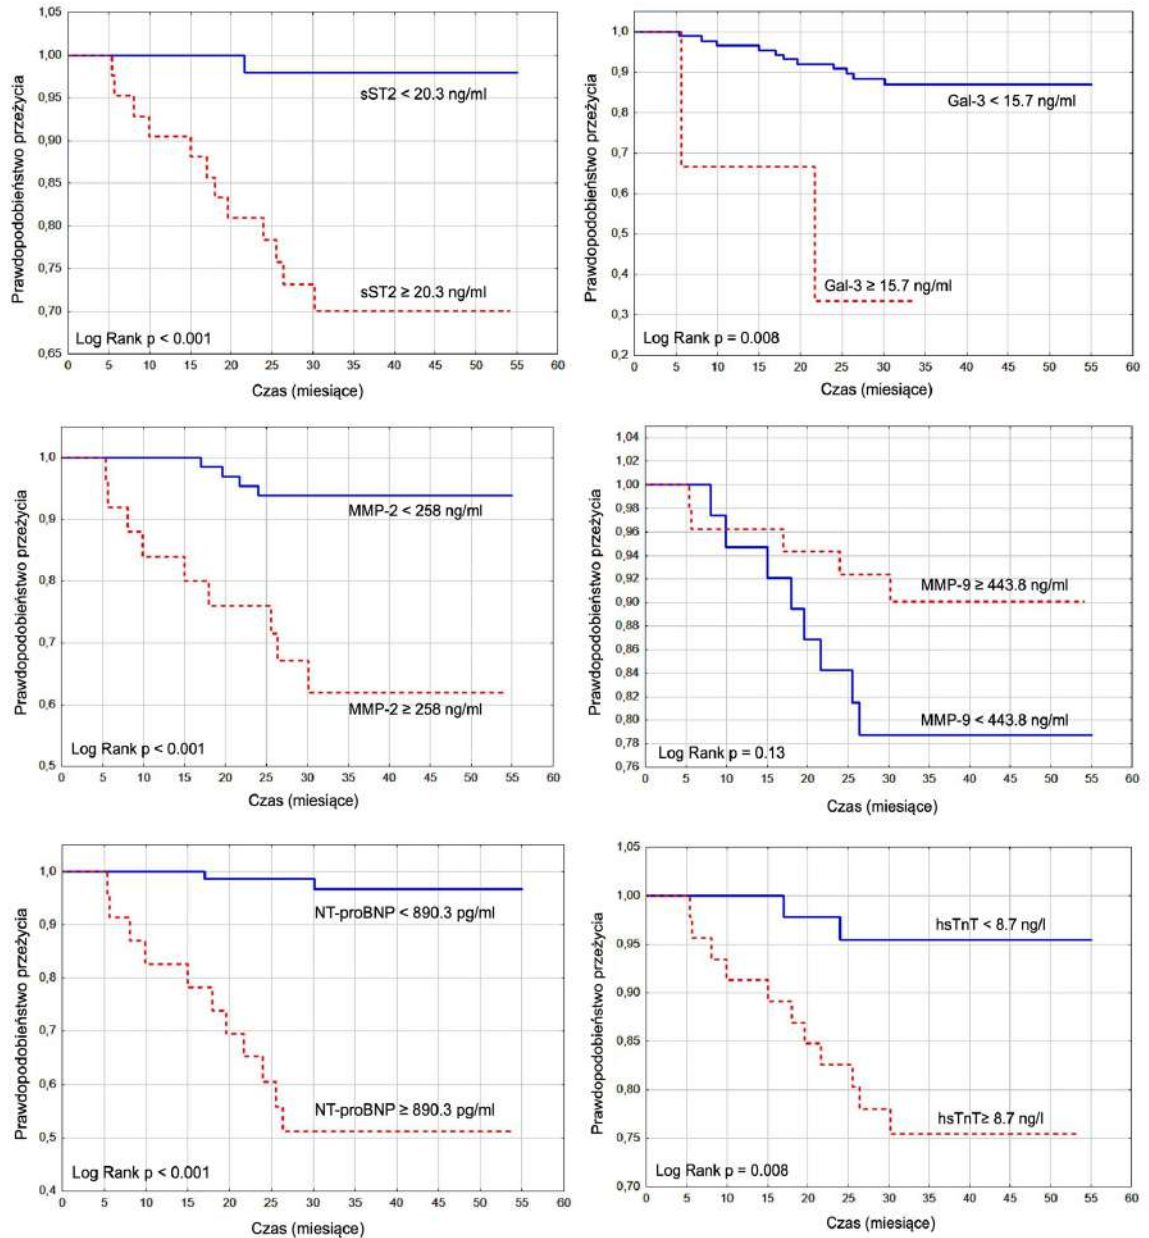 1,05
1,00
0,95
0,90
0,85
0,80
0,75
0,70
0,65
Prawdopodobieństwo przeżycia
sST2 < 20.3 ng/ml
sST2 ≥ 20.3 ng/ml
Log Rank p < 0.001
0 5 10 15 20 25 30 35 40 45 50 55 60
Czas (miesiące)
1,0
0,9
0,8
0,7
0,6
0,5
0,4
0,3
0,2
Prawdopodobieństwo przeżycia
Gal-3 < 15.7 ng/ml
Gal-3 ≥ 15.7 ng/ml
Log Rank p = 0.008
0 5 10 15 20 25 30 35 40 45 50 55 60
Czas (miesiące)
1,0
0,9
0,8
0,7
0,6
0,5
Prawdopodobieństwo przeżycia
MMP-2 < 258 ng/ml
MMP-2 ≥ 258 ng/ml
Log Rank p < 0.001
0 5 10 15 20 25 30 35 40 45 50 55 60
Czas (miesiące)
1,04
1,02
1,00
0,98
0,96
0,94
0,92
0,90
0,88
0,86
0,84
0,82
0,80
0,78
0,76
Prawdopodobieństwo przeżycia
MMP-9 ≥ 443.8 ng/ml
MMP-9 < 443.8 ng/ml
Log Rank p = 0.13
0 5 10 15 20 25 30 35 40 45 50 55 60
Czas (miesiące)
1,0
0,9
0,8
0,7
0,6
0,5
0,4
Prawdopodobieństwo przeżycia
NT-proBNP < 890.3 pg/ml
NT-proBNP ≥ 890.3 pg/ml
Log Rank p < 0.001
0 5 10 15 20 25 30 35 40 45 50 55 60
Czas (miesiące)
1,05
1,00
0,95
0,90
0,85
0,80
0,75
0,70
Prawdopodobieństwo przeżycia
hsTnT < 8.7 ng/l
hsTnT≥ 8.7 ng/l
Log Rank p = 0.008
0 5 10 15 20 25 30 35 40 45 50 55 60
Czas (miesiące)